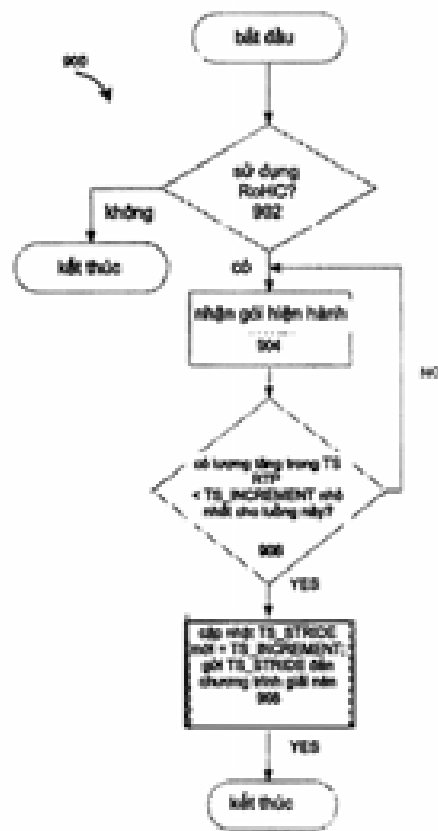 bắt đầu
900
sử dụng
RoHC?
902
không
kết thúc
có
nhận gói hiện hành
904
NO
có lượng tăng trong TS
RTP
< TS_INCREMENT nhỏ
nhất cho luồng này?
906
YES
cập nhật TS_STRIDE
mới = TS_INCREMENT;
gửi TS_STRIDE đến
chương trình giải nén
YES
kết thúc